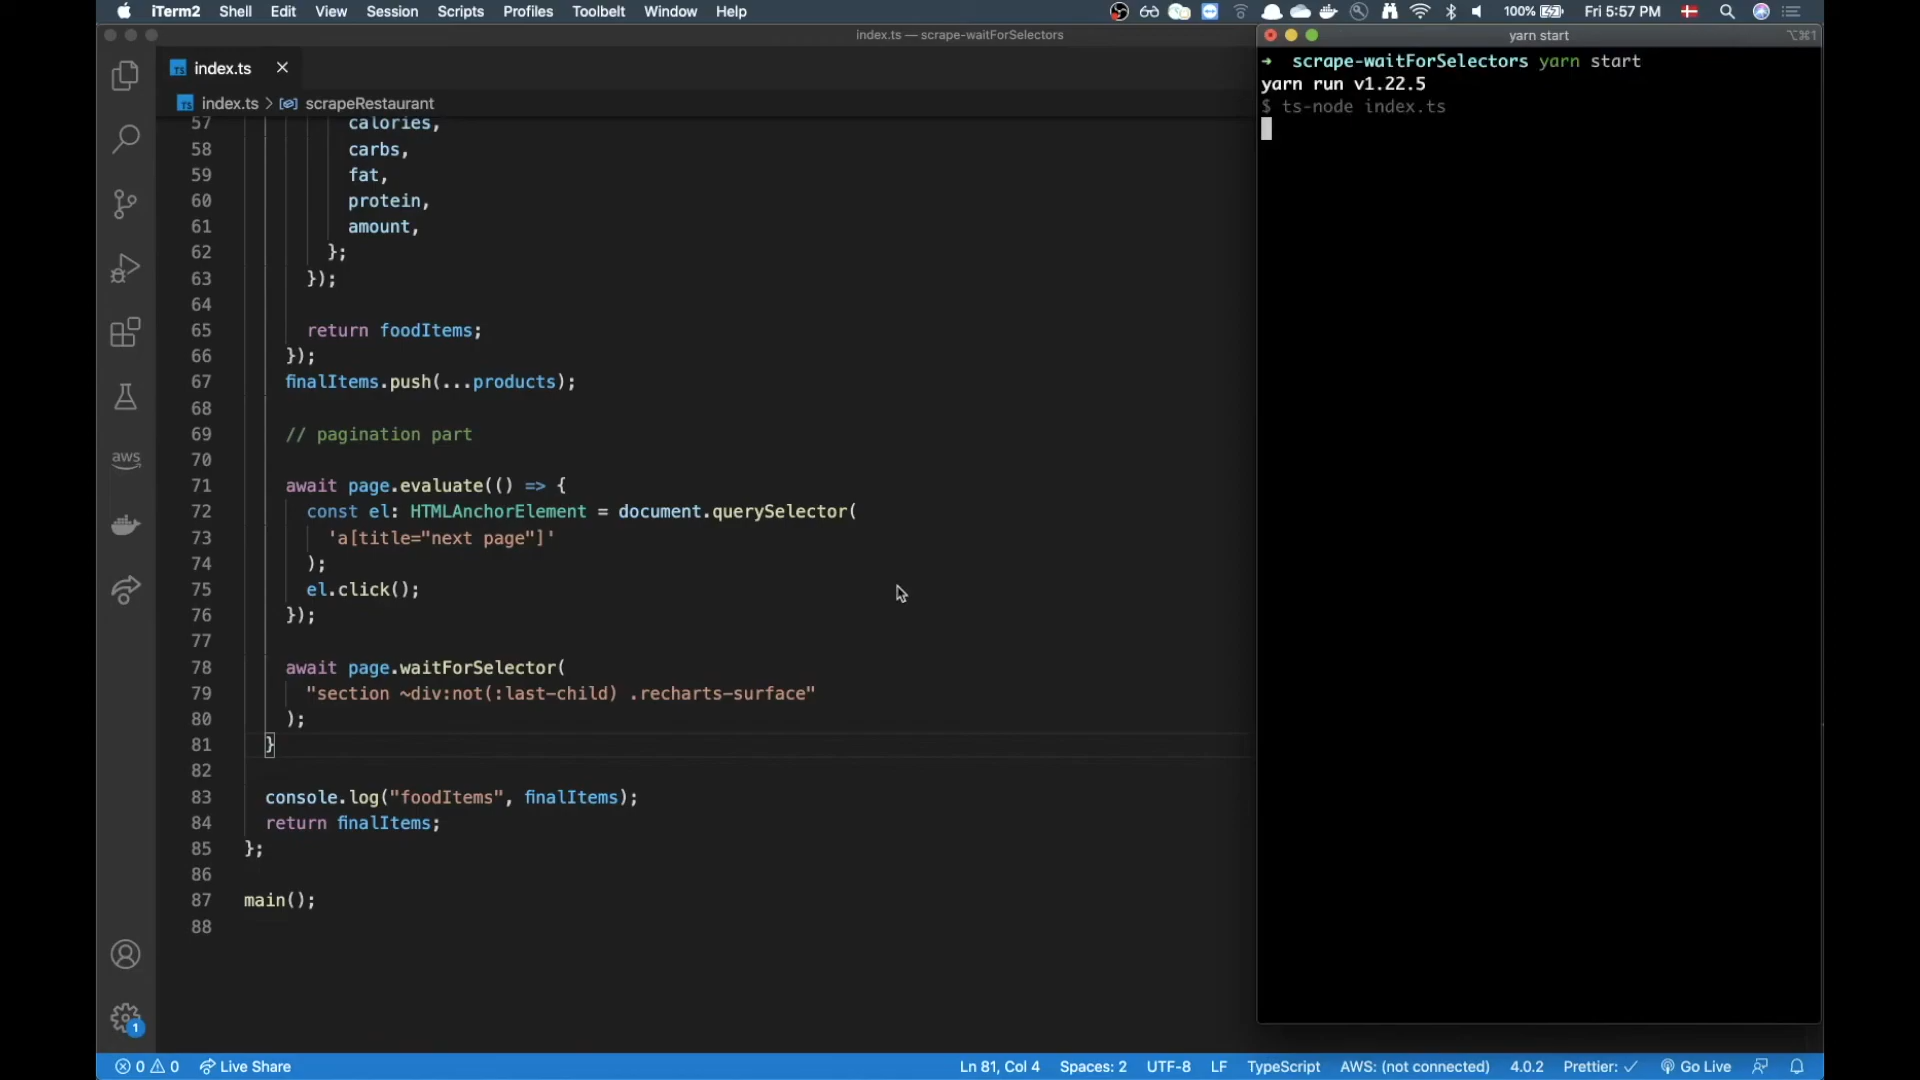 iTerm2 Shell Edit View Session Scripts Profiles Toolbelt Window Help 100% Fri 5:57 PM
index.ts — scrape-waitForSelectors
index.ts
index.ts > scrapeRestaurant
57 calories,
58 carbs,
59 fat,
60 protein,
61 amount,
62 };
63 });
64
65 return foodItems;
66 });
67 finalItems.push(...products);
68
69 // pagination part
70
71 await page.evaluate(() => {
72 const el: HTMLAnchorElement = document.querySelector(
73 'a[title="next page"]'
74 );
75 el.click();
76 });
77
78 await page.waitForSelector(
79 "section ~div:not(:last-child) .recharts-surface"
80 );
81 }
82
83 console.log("foodItems", finalItems);
84 return finalItems;
85 };
86
87 main();
88
aws
1
0 0 Live Share Ln 81, Col 4 Spaces: 2 UTF-8 LF TypeScript AWS: (not connected) 4.0.2 Prettier: ✓ Go Live
yarn start ⌥⌘1
➜ scrape-waitForSelectors yarn start
yarn run v1.22.5
$ ts-node index.ts